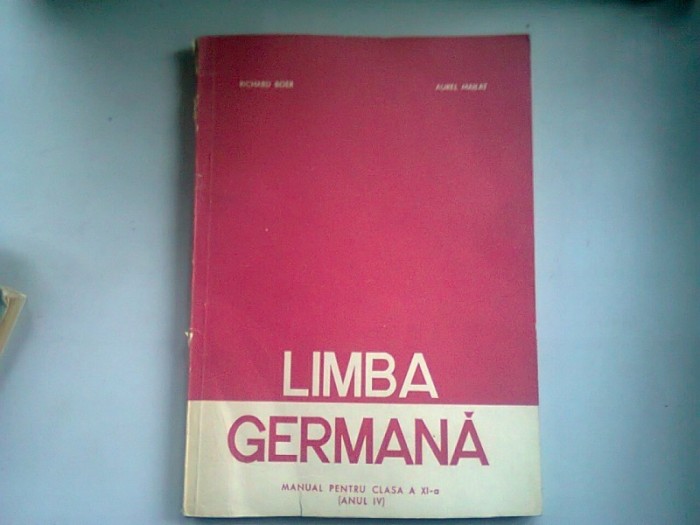 RICHARD BOER
AUREL HAILAT
LIMBA
GERMANĂ
MANUAL PENTRU CLASA A XI-a
(ANUL IV)